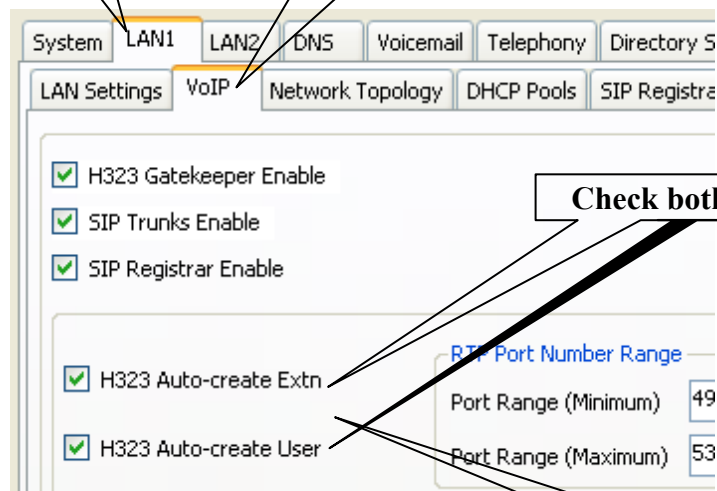 System LAN1 LAN2 DNS Voicemail Telephony Directory S
LAN Settings VoIP Network Topology DHCP Pools SIP Registra
H323 Gatekeeper Enable
Check both
SIP Trunks Enable
SIP Registrar Enable
RTP Port Number Range
H323 Auto-create Extn
Port Range (Minimum) 49
H323 Auto-create User
Port Range (Maximum) 53